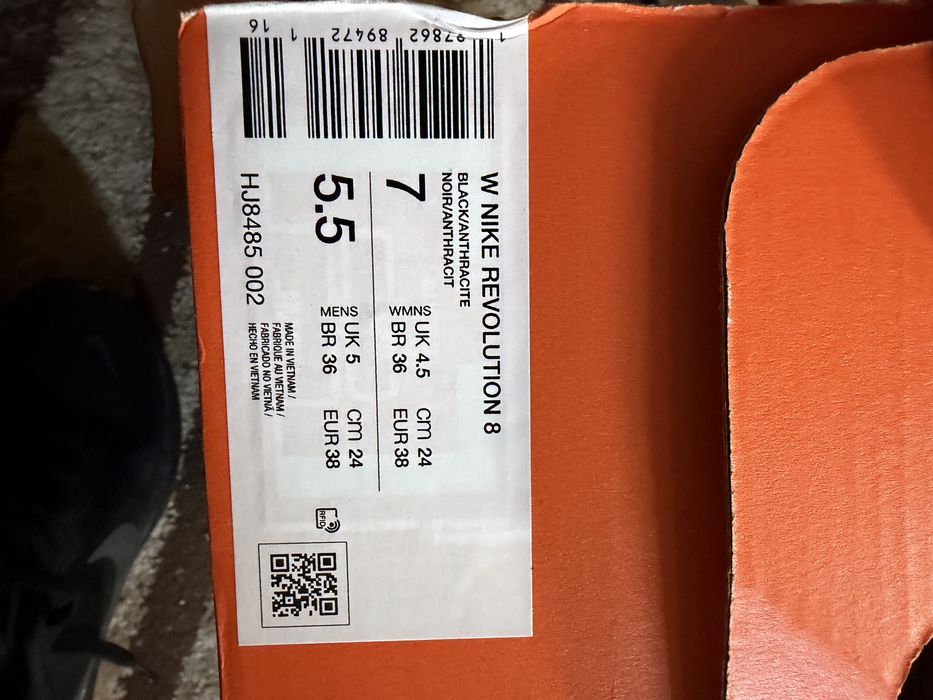 W NIKE REVOLUTION 8
BLACK/ANTHRACITE
NOIR/ANTHRACIT
7 WMNS UK 4.5 cm 24
BR 36 EUR 38
5.5 MENS UK 5 cm 24
BR 36 EUR 38
HJ8485 002
MADE IN VIETNAM /
FABRIQUE AU VIETNAM /
FABRICADO NO VIETNÃ /
HECHO EN VIETNAM
RFID
1 97862 89472 1 16